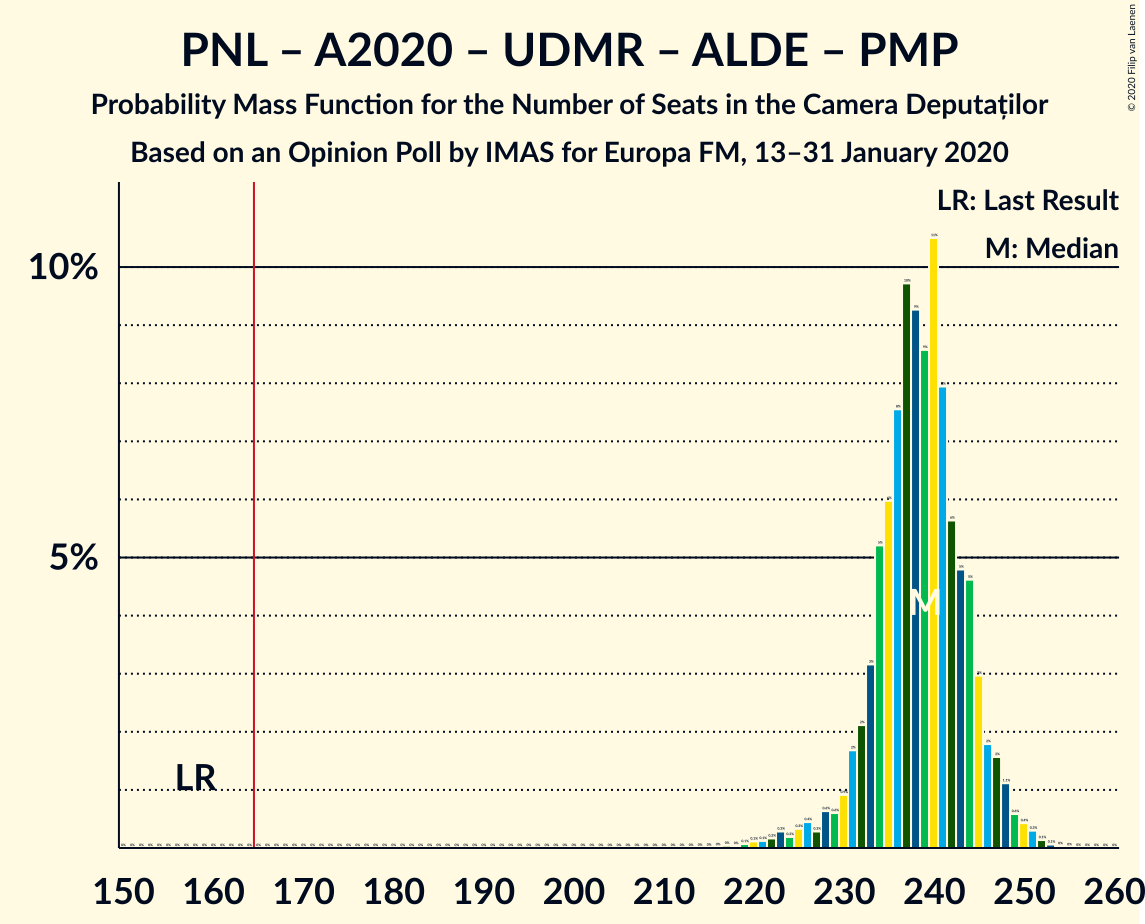 PNL – A2020 – UDMR – ALDE – PMP
Probability Mass Function for the Number of Seats in the Camera Deputaților
Based on an Opinion Poll by IMAS for Europa FM, 13–31 January 2020
© 2020 Filip van Laenen
LR: Last Result
M: Median
10%
5%
M
LR
150 160 170 180 190 200 210 220 230 240 250 260